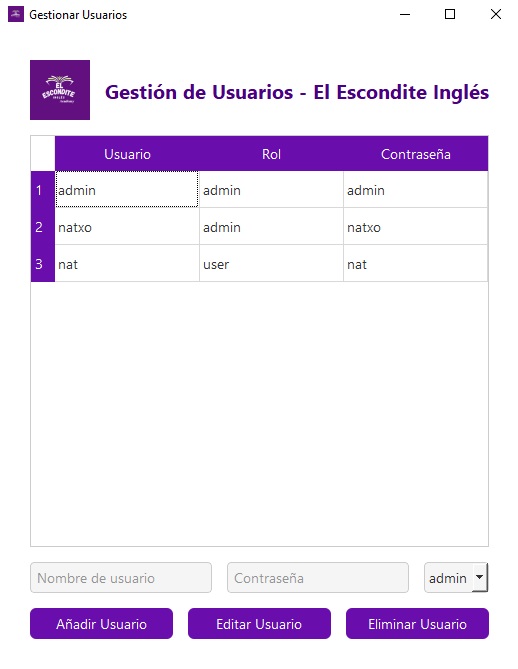 Gestionar Usuarios
EL
ESCONDITE
INGLÉS
Gestión de Usuarios - El Escondite Inglés
Usuario Rol Contraseña
1 admin admin admin
2 natxo admin natxo
3 nat user nat
Nombre de usuario Contraseña admin
Añadir Usuario Editar Usuario Eliminar Usuario